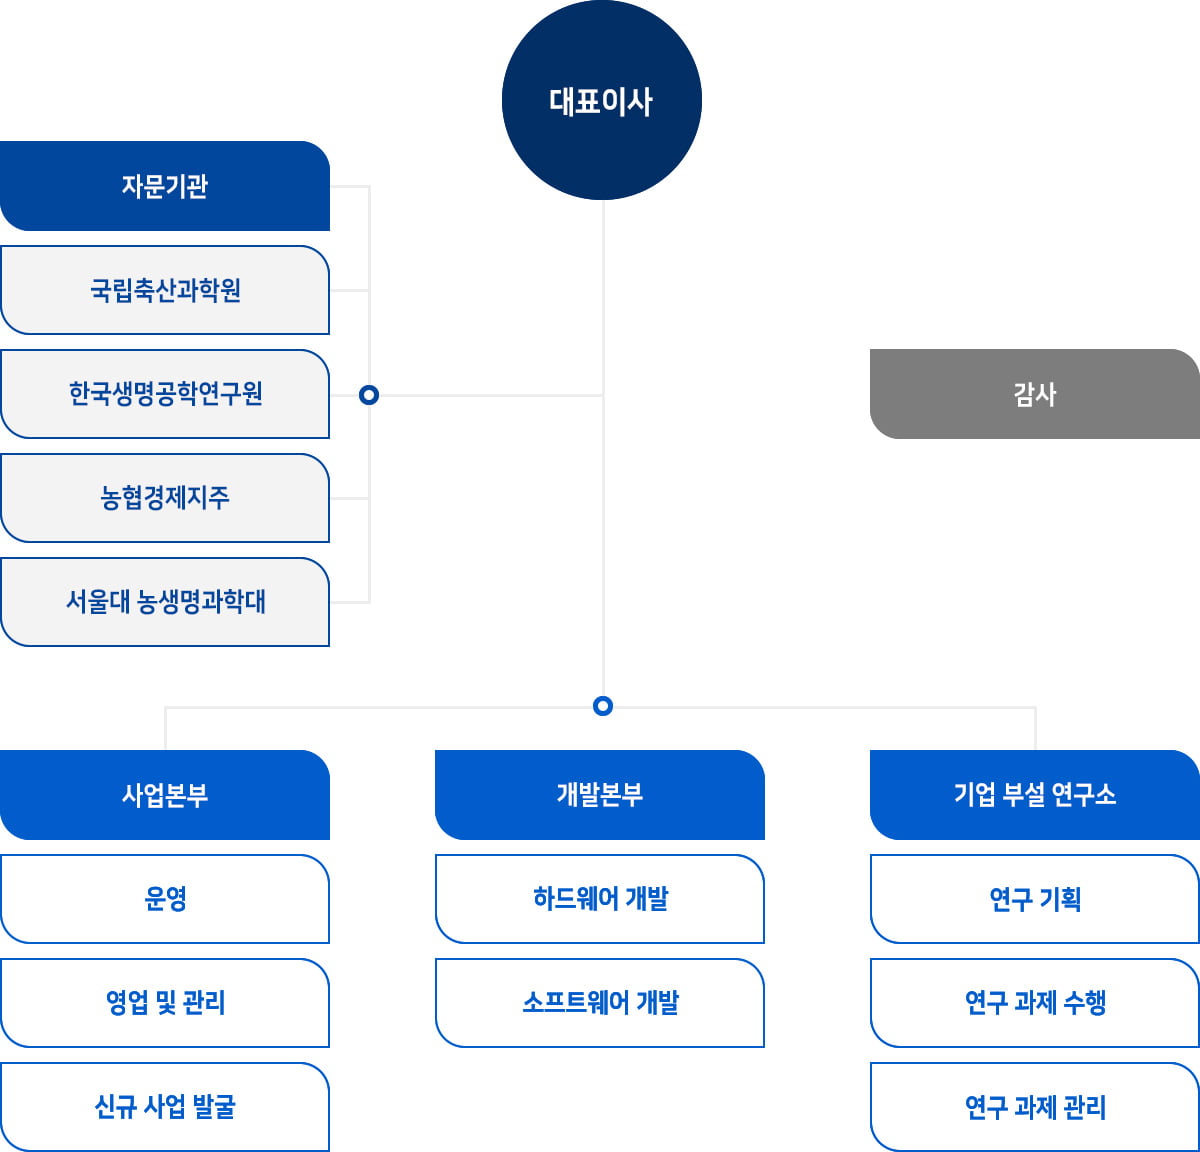 대표이사
자문기관
국립축산과학원
한국생명공학연구원
농협경제지주
서울대 농생명과학대
감사
사업본부
운영
영업 및 관리
신규 사업 발굴
개발본부
하드웨어 개발
소프트웨어 개발
기업 부설 연구소
연구 기획
연구 과제 수행
연구 과제 관리